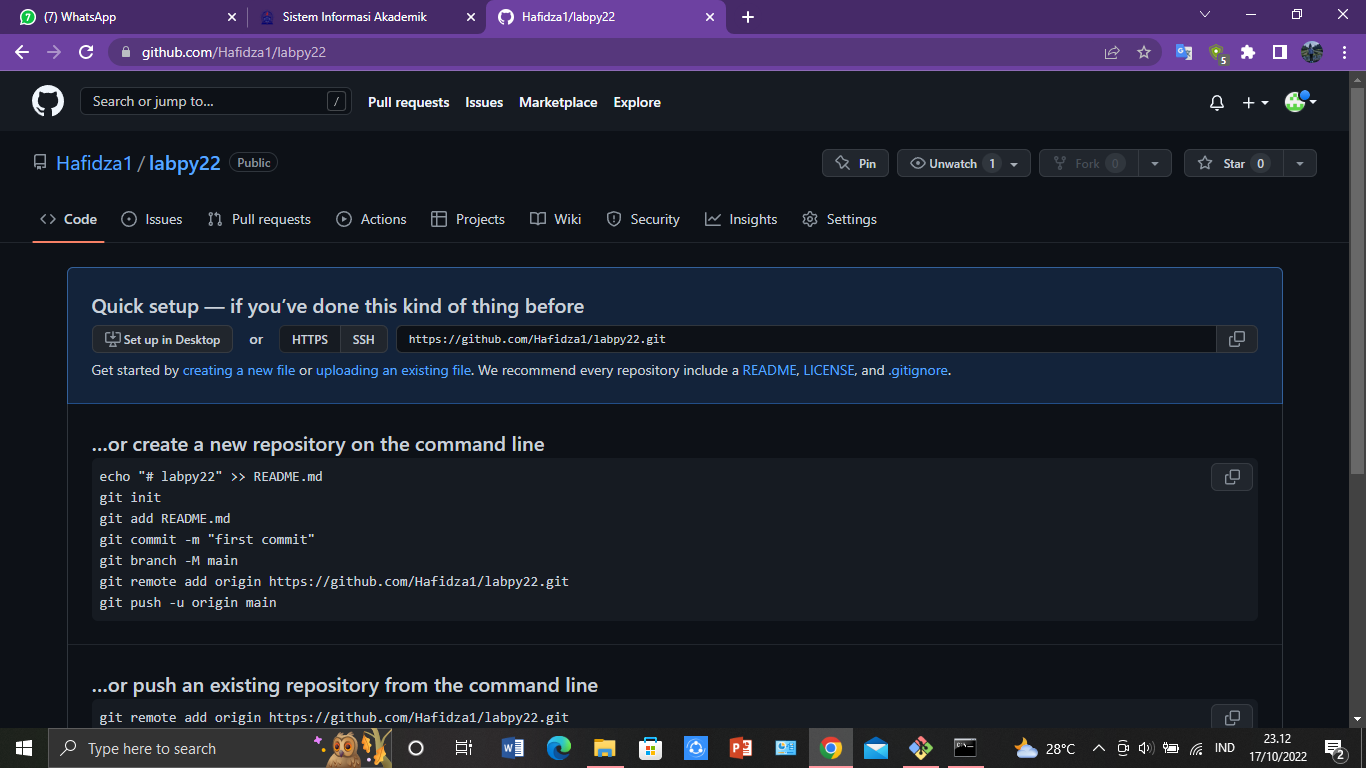 (7) WhatsApp
Sistem Informasi Akademik
Hafidza1/labpy22
github.com/Hafidza1/labpy22
5
Search or jump to...
/
Pull requests Issues Marketplace Explore
Hafidza1 / labpy22 Public
Pin
Unwatch 1
Fork 0
Star 0
Code Issues Pull requests Actions Projects Wiki Security Insights Settings
Quick setup — if you've done this kind of thing before
Set up in Desktop or HTTPS SSH https://github.com/Hafidza1/labpy22.git
Get started by creating a new file or uploading an existing file. We recommend every repository include a README, LICENSE, and .gitignore.
…or create a new repository on the command line
echo "# labpy22" >> README.md
git init
git add README.md
git commit -m "first commit"
git branch -M main
git remote add origin https://github.com/Hafidza1/labpy22.git
git push -u origin main
…or push an existing repository from the command line
git remote add origin https://github.com/Hafidza1/labpy22.git
Type here to search
28°C
IND
23.12
17/10/2022
2